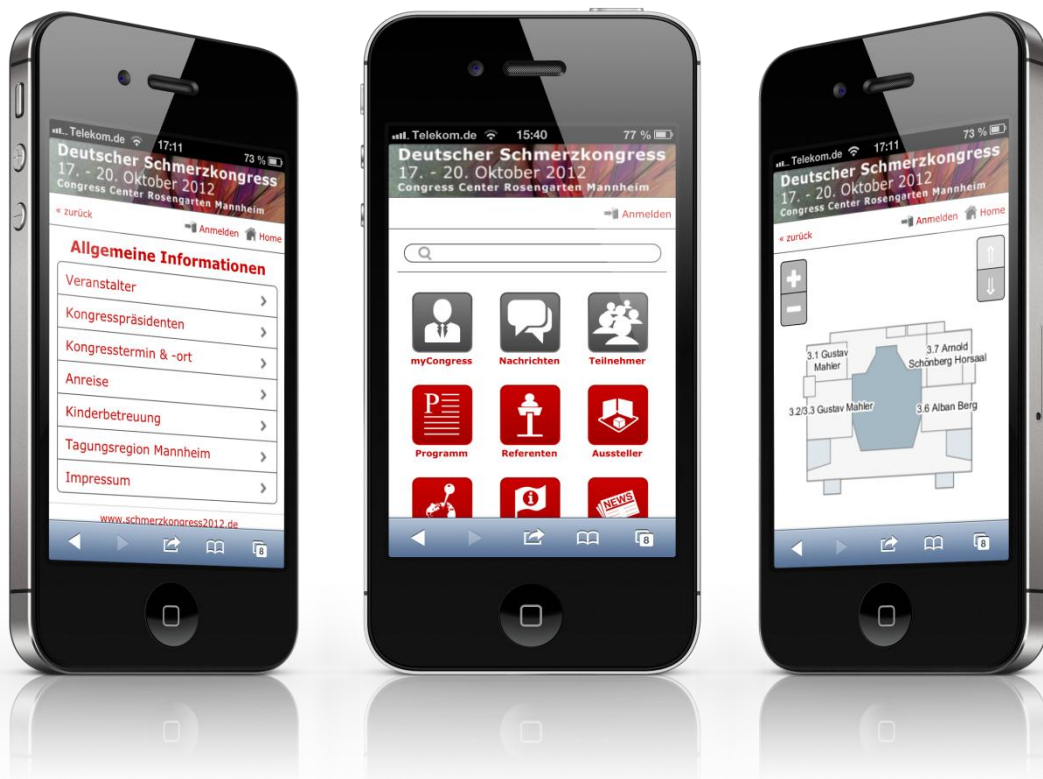 Telekom.de 17:11 73 %
Deutscher Schmerzkongress
17. - 20. Oktober 2012
Congress Center Rosengarten Mannheim
« zurück
Anmelden Home
Allgemeine Informationen
Veranstalter
Kongresspräsidenten
Kongresstermin & -ort
Anreise
Kinderbetreuung
Tagungsregion Mannheim
Impressum
www.schmerzkongress2012.de
8
Telekom.de 15:40 77 %
Deutscher Schmerzkongress
17. - 20. Oktober 2012
Congress Center Rosengarten Mannheim
Anmelden
myCongress Nachrichten Teilnehmer
P
Programm Referenten Aussteller
i NEWS
8
Telekom.de 17:11 73 %
Deutscher Schmerzkongress
17. - 20. Oktober 2012
Congress Center Rosengarten Mannheim
« zurück
Anmelden Home
3.1 Gustav
Mahler
3.7 Arnold
Schönberg Horsaal
3.2/3.3 Gustav Mahler
3.6 Alban Berg
8